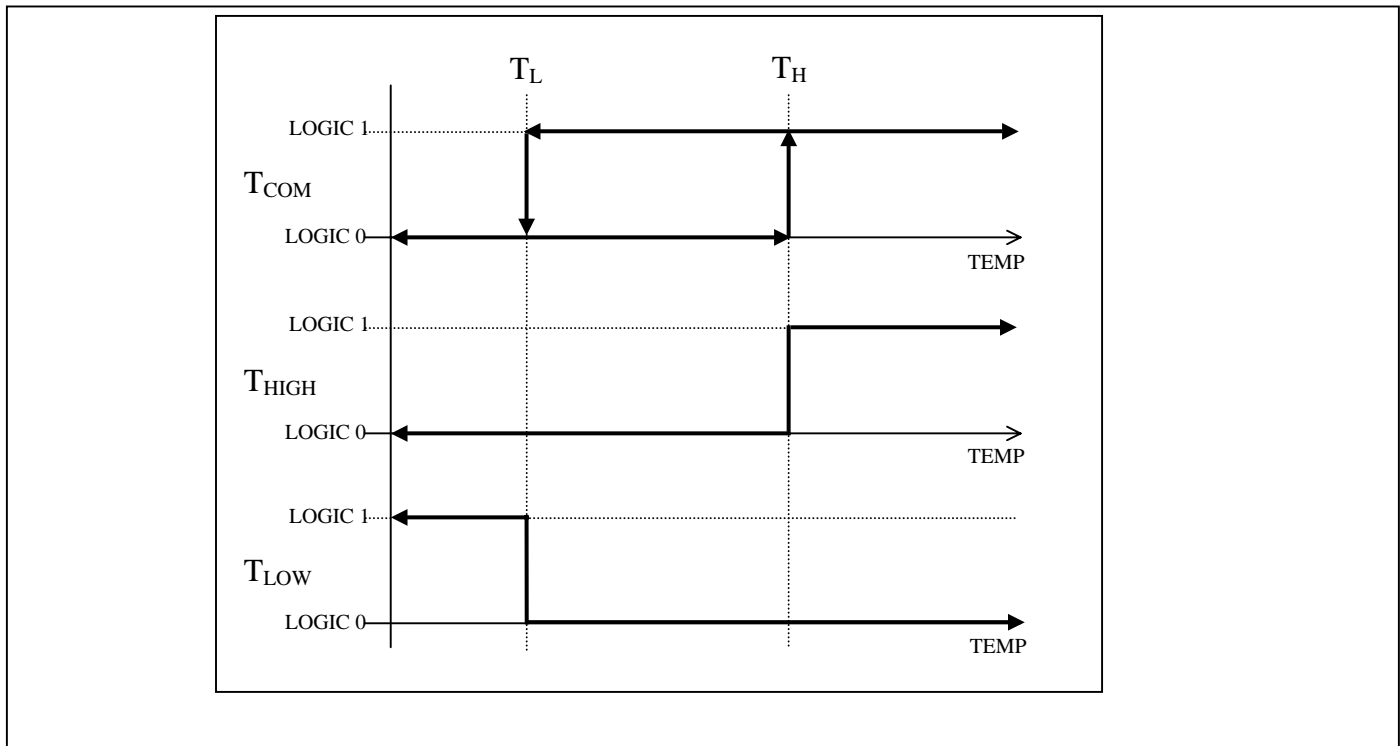 T_L T_H
LOGIC 1
T_COM
LOGIC 0
TEMP
LOGIC 1
T_HIGH
LOGIC 0
TEMP
LOGIC 1
T_LOW
LOGIC 0
TEMP